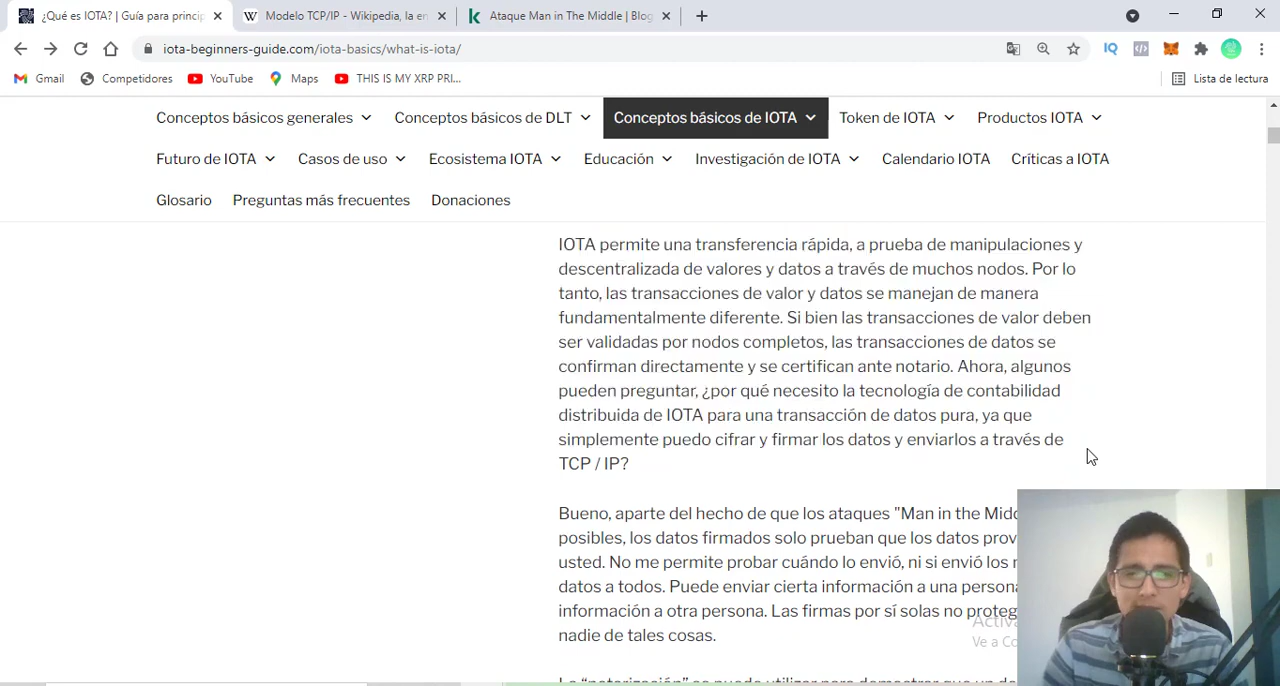 ¿Qué es IOTA? | Guía para princip
Modelo TCP/IP - Wikipedia, la en
Ataque Man in The Middle | Blog
iota-beginners-guide.com/iota-basics/what-is-iota/
Gmail Competidores YouTube Maps THIS IS MY XRP PRI... Lista de lectura
Conceptos básicos generales Conceptos básicos de DLT Conceptos básicos de IOTA Token de IOTA Productos IOTA
Futuro de IOTA Casos de uso Ecosistema IOTA Educación Investigación de IOTA Calendario IOTA Críticas a IOTA
Glosario Preguntas más frecuentes Donaciones
IOTA permite una transferencia rápida, a prueba de manipulaciones y
descentralizada de valores y datos a través de muchos nodos. Por lo
tanto, las transacciones de valor y datos se manejan de manera
fundamentalmente diferente. Si bien las transacciones de valor deben
ser validadas por nodos completos, las transacciones de datos se
confirman directamente y se certifican ante notario. Ahora, algunos
pueden preguntar, ¿por qué necesito la tecnología de contabilidad
distribuida de IOTA para una transacción de datos pura, ya que
simplemente puedo cifrar y firmar los datos y enviarlos a través de
TCP / IP?
Bueno, aparte del hecho de que los ataques "Man in the
posibles, los datos firmados solo prueban que los datos
usted. No me permite probar cuándo lo envió, ni si envió los
datos a todos. Puede enviar cierta información a una persona
información a otra persona. Las firmas por sí solas no
nadie de tales cosas.